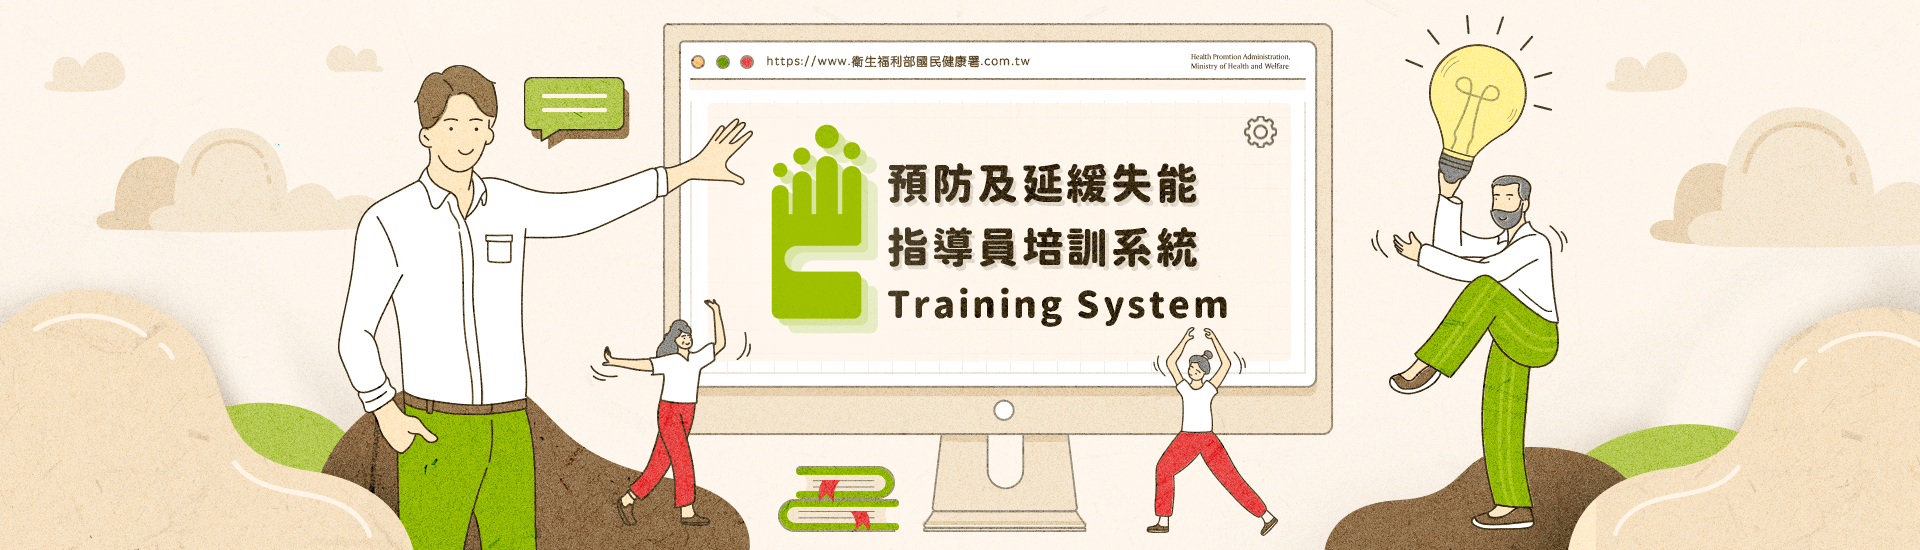 https://www.衛生福利部國民健康署.com.tw
Health Promtion Administration,
Ministry of Health and Welfare
預防及延緩失能
指導員培訓系統
Training System